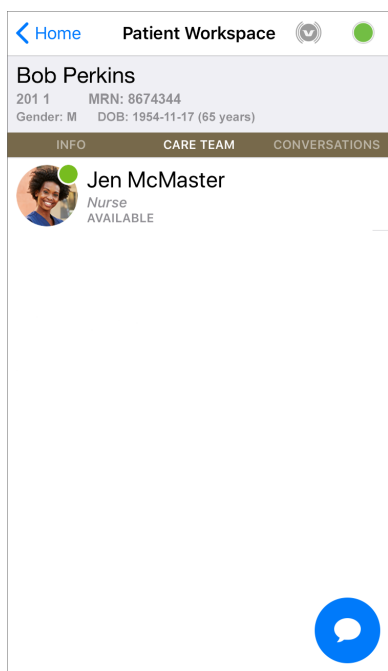 Home Patient Workspace
Bob Perkins
201 1 MRN: 8674344
Gender: M DOB: 1954-11-17 (65 years)
INFO CARE TEAM CONVERSATIONS
Jen McMaster
Nurse
AVAILABLE